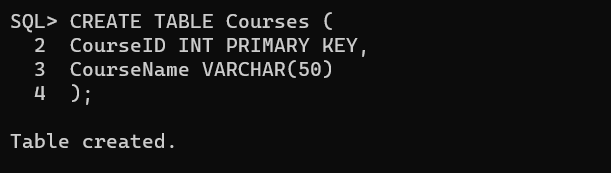 SQL> CREATE TABLE Courses (
  2  CourseID INT PRIMARY KEY,
  3  CourseName VARCHAR(50)
  4  );
Table created.